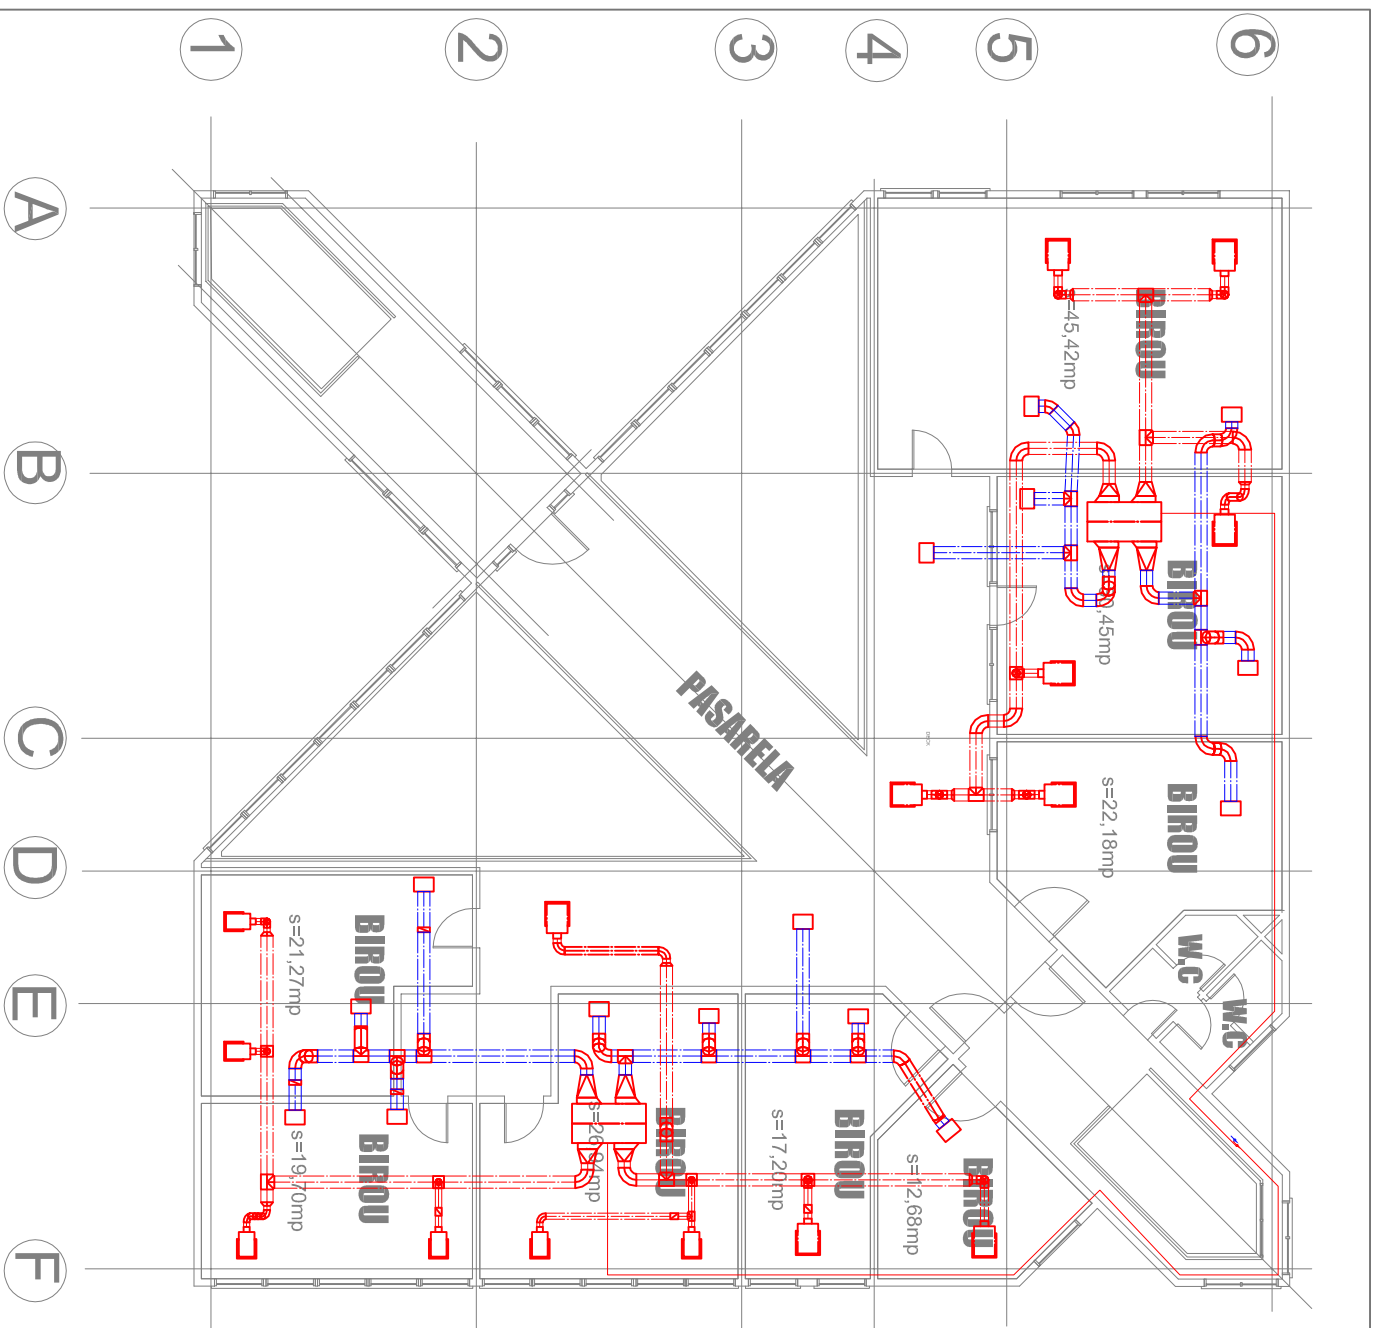 1
2
3
4
5
6
A
B
C
D
E
F
BIROU
=45,42mp
BIROU
,45mp
BIROU
s=22,18mp
W.C
W.C
PASARELA
BIROU
s=21,27mp
BIROU
s=19,70mp
BIROU
BIROU
s=17,20mp
BIROU
s=12,68mp